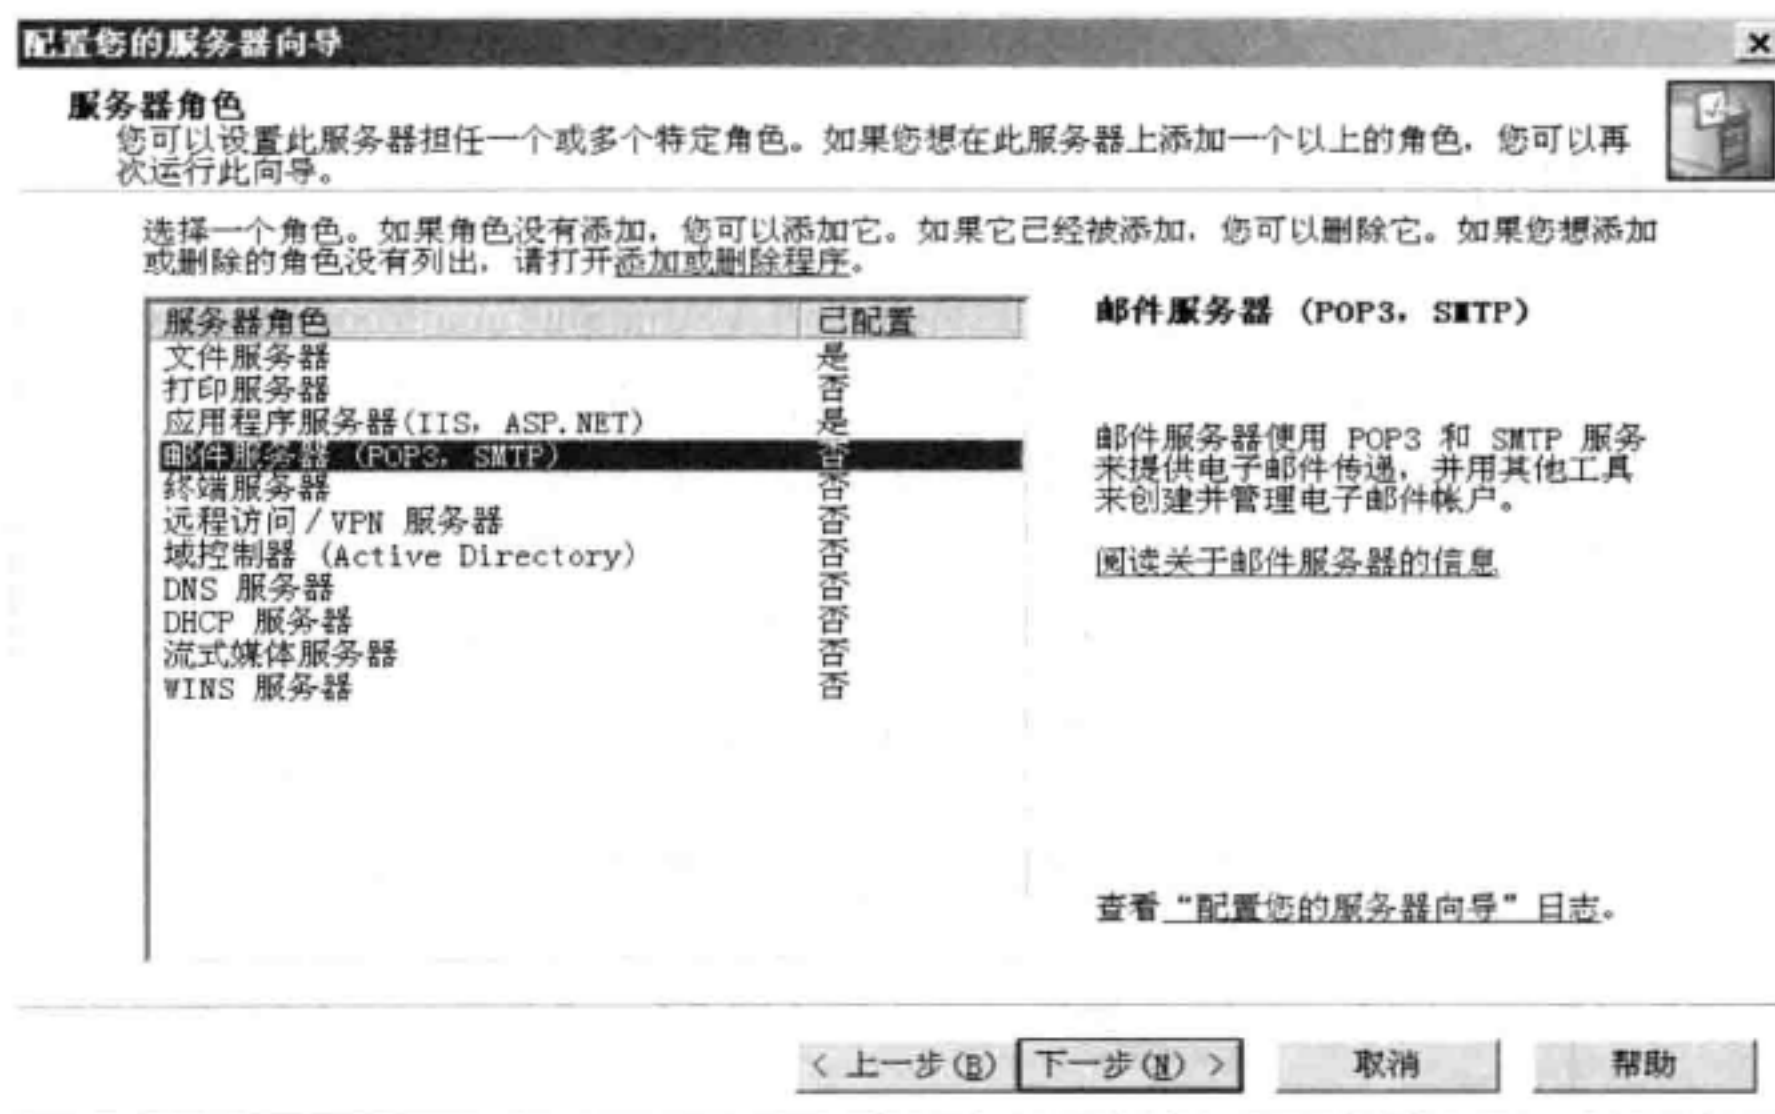 配置您的服务器向导
服务器角色
您可以设置此服务器担任一个或多个特定角色。如果您想在此服务器上添加一个以上的角色，您可以再
次运行此向导。
选择一个角色。如果角色没有添加，您可以添加它。如果它已经被添加，您可以删除它。如果您想添加
或删除的角色没有列出，请打开添加或删除程序。
服务器角色 已配置
文件服务器 是
打印服务器 否
应用程序服务器(IIS，ASP.NET) 是
邮件服务器 (POP3，SMTP) 否
终端服务器 否
远程访问/VPN 服务器 否
域控制器 (Active Directory) 否
DNS 服务器 否
DHCP 服务器 否
流式媒体服务器 否
WINS 服务器 否
邮件服务器 (POP3，SMTP)
邮件服务器使用 POP3 和 SMTP 服务
来提供电子邮件传递，并用其他工具
来创建并管理电子邮件帐户。
阅读关于邮件服务器的信息
查看“配置您的服务器向导”日志。
< 上一步(B) 下一步(N) > 取消 帮助